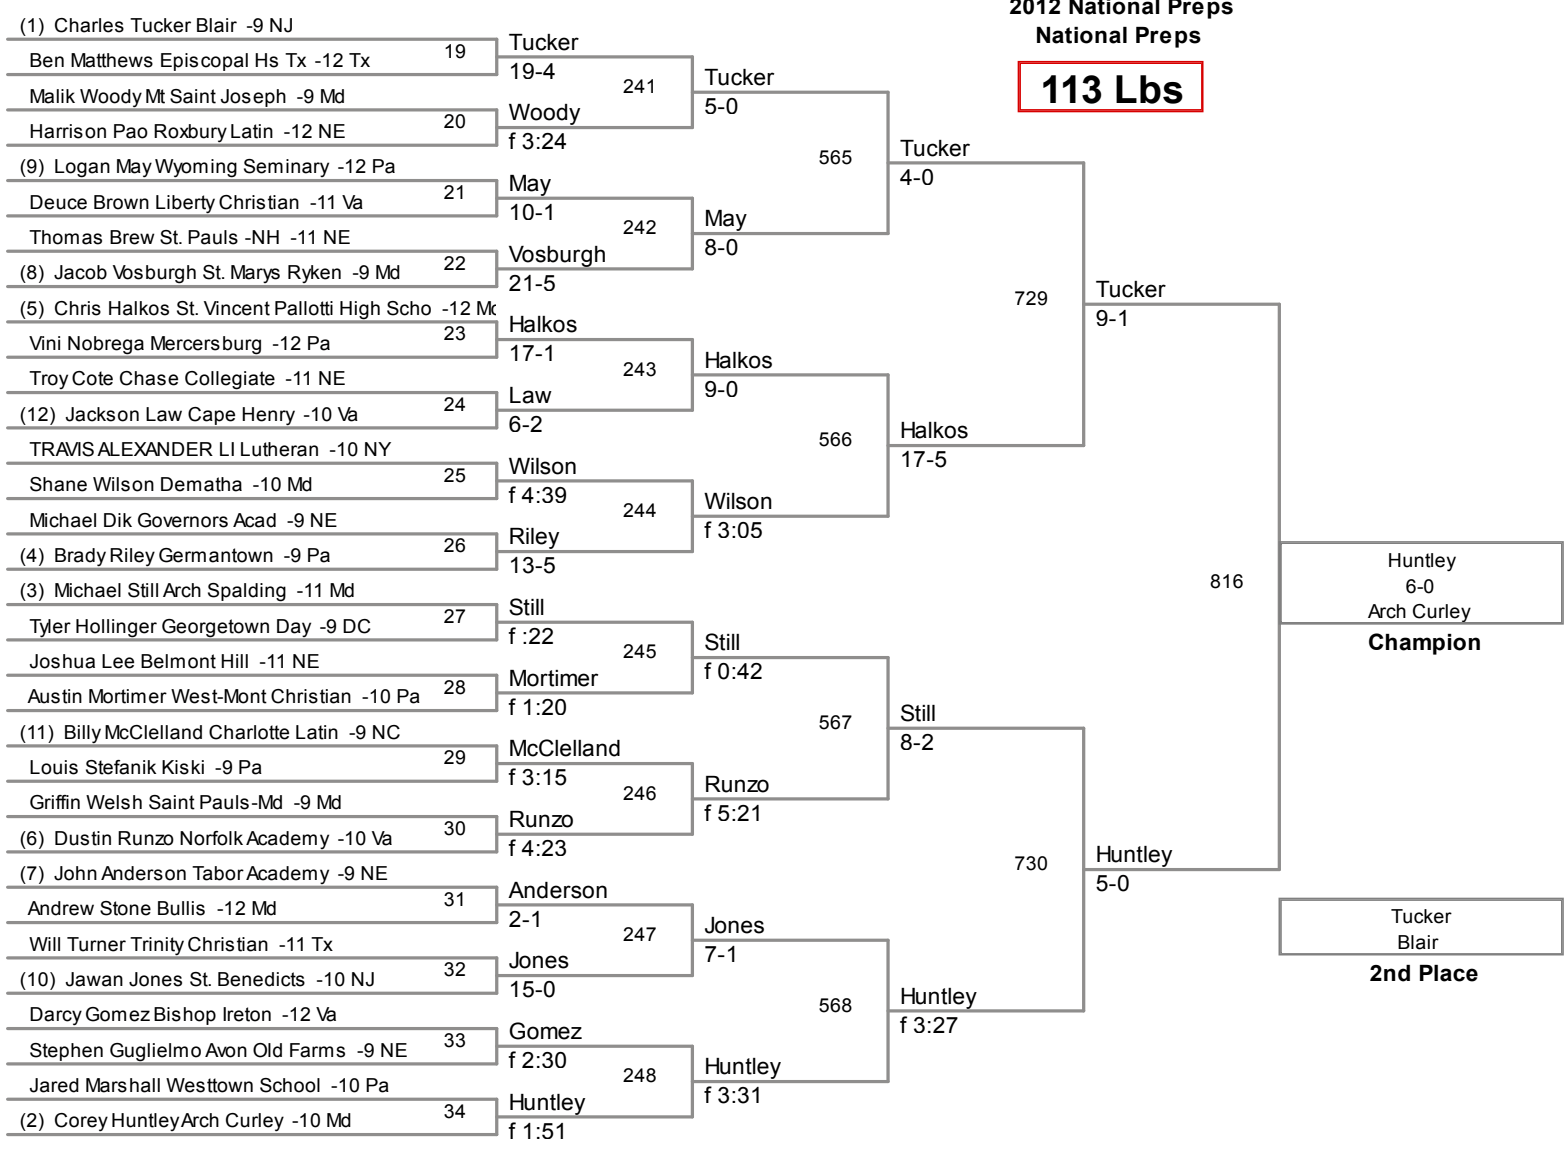 2012 National Preps
National Preps
113 Lbs
(1) Charles Tucker Blair -9 NJ
Ben Matthews Episcopal Hs Tx -12 Tx
Malik Woody Mt Saint Joseph -9 Md
Harrison Pao Roxbury Latin -12 NE
(9) Logan May Wyoming Seminary -12 Pa
Deuce Brown Liberty Christian -11 Va
Thomas Brew St. Pauls -NH -11 NE
(8) Jacob Vosburgh St. Marys Ryken -9 Md
(5) Chris Halkos St. Vincent Pallotti High Scho -12 Md
Vini Nobrega Mercersburg -12 Pa
Troy Cote Chase Collegiate -11 NE
(12) Jackson Law Cape Henry -10 Va
TRAVIS ALEXANDER LI Lutheran -10 NY
Shane Wilson Dematha -10 Md
Michael Dik Governors Acad -9 NE
(4) Brady Riley Germantown -9 Pa
(3) Michael Still Arch Spalding -11 Md
Tyler Hollinger Georgetown Day -9 DC
Joshua Lee Belmont Hill -11 NE
Austin Mortimer West-Mont Christian -10 Pa
(11) Billy McClelland Charlotte Latin -9 NC
Louis Stefanik Kiski -9 Pa
Griffin Welsh Saint Pauls-Md -9 Md
(6) Dustin Runzo Norfolk Academy -10 Va
(7) John Anderson Tabor Academy -9 NE
Andrew Stone Bullis -12 Md
Will Turner Trinity Christian -11 Tx
(10) Jawan Jones St. Benedicts -10 NJ
Darcy Gomez Bishop Ireton -12 Va
Stephen Guglielmo Avon Old Farms -9 NE
Jared Marshall Westtown School -10 Pa
(2) Corey Huntley Arch Curley -10 Md
19
20
21
22
23
24
25
26
27
28
29
30
31
32
33
34
Tucker
19-4
Woody
f 3:24
May
10-1
Vosburgh
21-5
Halkos
17-1
Law
6-2
Wilson
f 4:39
Riley
13-5
Still
f :22
Mortimer
f 1:20
McClelland
f 3:15
Runzo
f 4:23
Anderson
2-1
Jones
15-0
Gomez
f 2:30
Huntley
f 1:51
241
242
243
244
245
246
247
248
Tucker
5-0
May
8-0
Halkos
9-0
Wilson
f 3:05
Still
f 0:42
Runzo
f 5:21
Jones
7-1
Huntley
f 3:31
565
566
567
568
Tucker
4-0
Halkos
17-5
Still
8-2
Huntley
f 3:27
729
730
Tucker
9-1
Huntley
5-0
816
Huntley
6-0
Arch Curley
Champion
Tucker
Blair
2nd Place